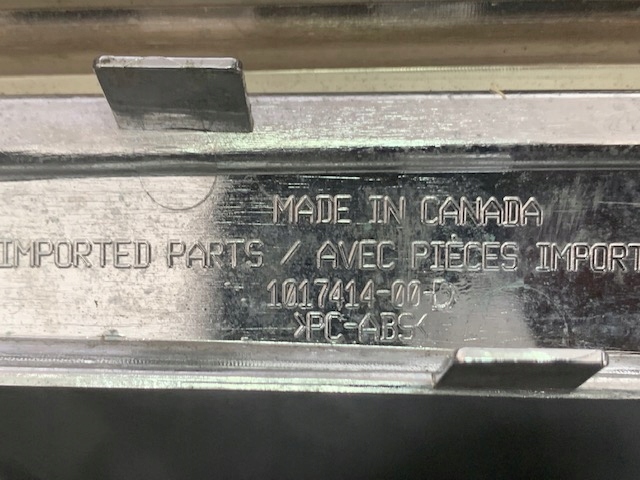 MADE IN CANADA
IMPORTED PARTS / AVEC PIÈCES IMPORT
1017414-00-D
>PC-ABS<